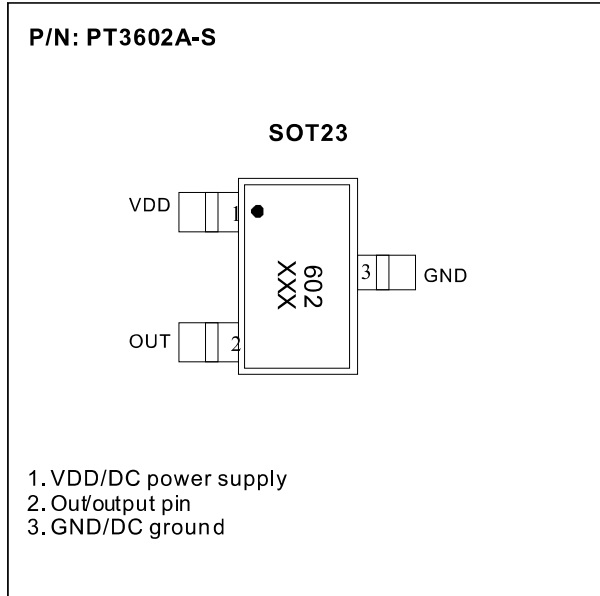 P/N: PT3602A-S
SOT23
VDD
1
602
XXX
3
GND
OUT
2
1. VDD/DC power supply
2. Out/output pin
3. GND/DC ground